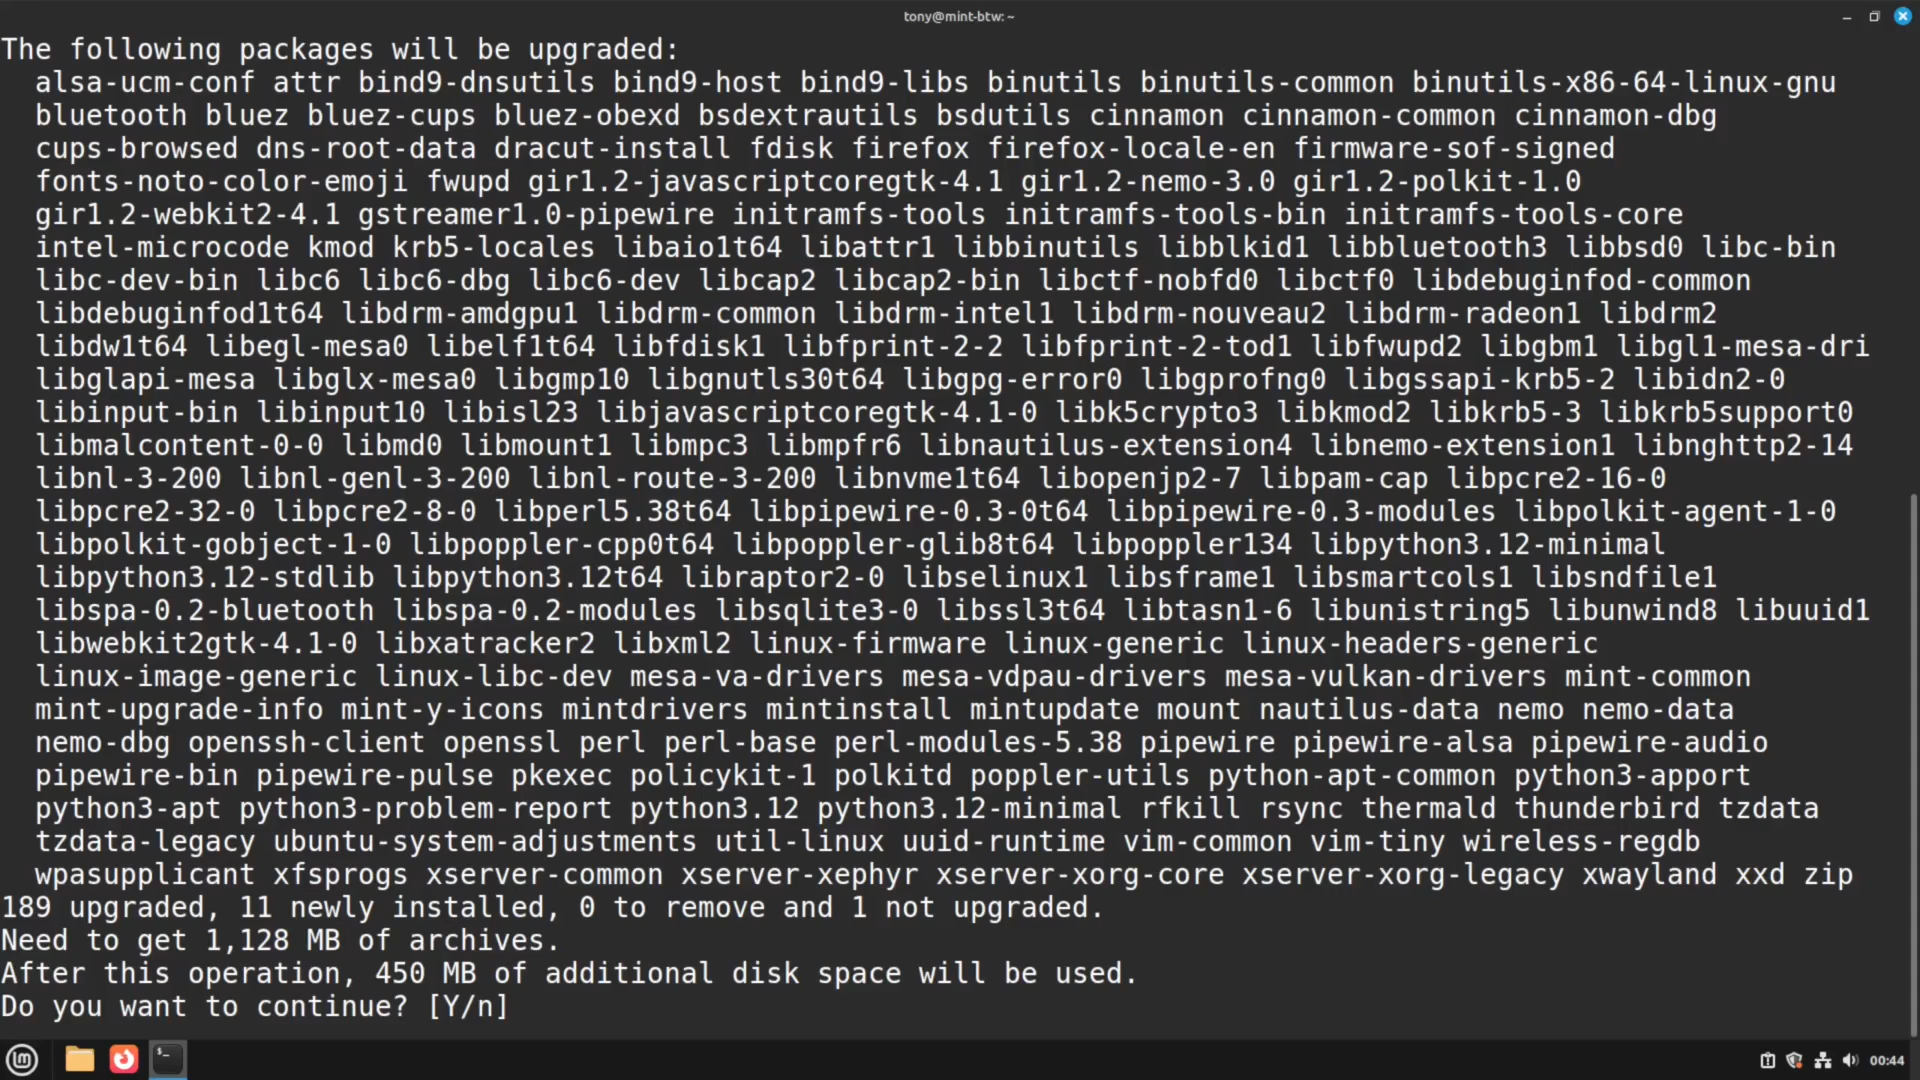 tony@mint-btw: ~
The following packages will be upgraded:
alsa-ucm-conf attr bind9-dnsutils bind9-host bind9-libs binutils binutils-common binutils-x86-64-linux-gnu
bluetooth bluez bluez-cups bluez-obexd bsdextrautils bsdutils cinnamon cinnamon-common cinnamon-dbg
cups-browsed dns-root-data dracut-install fdisk firefox firefox-locale-en firmware-sof-signed
fonts-noto-color-emoji fwupd gir1.2-javascriptcoregtk-4.1 gir1.2-nemo-3.0 gir1.2-polkit-1.0
gir1.2-webkit2-4.1 gstreamer1.0-pipewire initramfs-tools initramfs-tools-bin initramfs-tools-core
intel-microcode kmod krb5-locales libaio1t64 libattr1 libbinutils libblkid1 libbluetooth3 libbsd0 libc-bin
libc-dev-bin libc6 libc6-dbg libc6-dev libcap2 libcap2-bin libctf-nobfd0 libctf0 libdebuginfod-common
libdebuginfod1t64 libdrm-amdgpu1 libdrm-common libdrm-intel1 libdrm-nouveau2 libdrm-radeon1 libdrm2
libdw1t64 libegl-mesa0 libelf1t64 libfdisk1 libfprint-2-2 libfprint-2-tod1 libfwupd2 libgbm1 libgl1-mesa-dri
libglapi-mesa libglx-mesa0 libgmp10 libgnutls30t64 libgpg-error0 libgprofng0 libgssapi-krb5-2 libidn2-0
libinput-bin libinput10 libisl23 libjavascriptcoregtk-4.1-0 libk5crypto3 libkmod2 libkrb5-3 libkrb5support0
libmalcontent-0-0 libmd0 libmount1 libmpc3 libmpfr6 libnautilus-extension4 libnemo-extension1 libnghttp2-14
libnl-3-200 libnl-genl-3-200 libnl-route-3-200 libnvme1t64 libopenjp2-7 libpam-cap libpcre2-16-0
libpcre2-32-0 libpcre2-8-0 libperl5.38t64 libpipewire-0.3-0t64 libpipewire-0.3-modules libpolkit-agent-1-0
libpolkit-gobject-1-0 libpoppler-cpp0t64 libpoppler-glib8t64 libpoppler134 libpython3.12-minimal
libpython3.12-stdlib libpython3.12t64 libraptor2-0 libselinux1 libsframe1 libsmartcols1 libsndfile1
libspa-0.2-bluetooth libspa-0.2-modules libsqlite3-0 libssl3t64 libtasn1-6 libunistring5 libunwind8 libuuid1
libwebkit2gtk-4.1-0 libxatracker2 libxml2 linux-firmware linux-generic linux-headers-generic
linux-image-generic linux-libc-dev mesa-va-drivers mesa-vdpau-drivers mesa-vulkan-drivers mint-common
mint-upgrade-info mint-y-icons mintdrivers mintinstall mintupdate mount nautilus-data nemo nemo-data
nemo-dbg openssh-client openssl perl perl-base perl-modules-5.38 pipewire pipewire-alsa pipewire-audio
pipewire-bin pipewire-pulse pkexec policykit-1 polkitd poppler-utils python-apt-common python3-apport
python3-apt python3-problem-report python3.12 python3.12-minimal rfkill rsync thermald thunderbird tzdata
tzdata-legacy ubuntu-system-adjustments util-linux uuid-runtime vim-common vim-tiny wireless-regdb
wpasupplicant xfsprogs xserver-common xserver-xephyr xserver-xorg-core xserver-xorg-legacy xwayland xxd zip
189 upgraded, 11 newly installed, 0 to remove and 1 not upgraded.
Need to get 1,128 MB of archives.
After this operation, 450 MB of additional disk space will be used.
Do you want to continue? [Y/n]
00:44